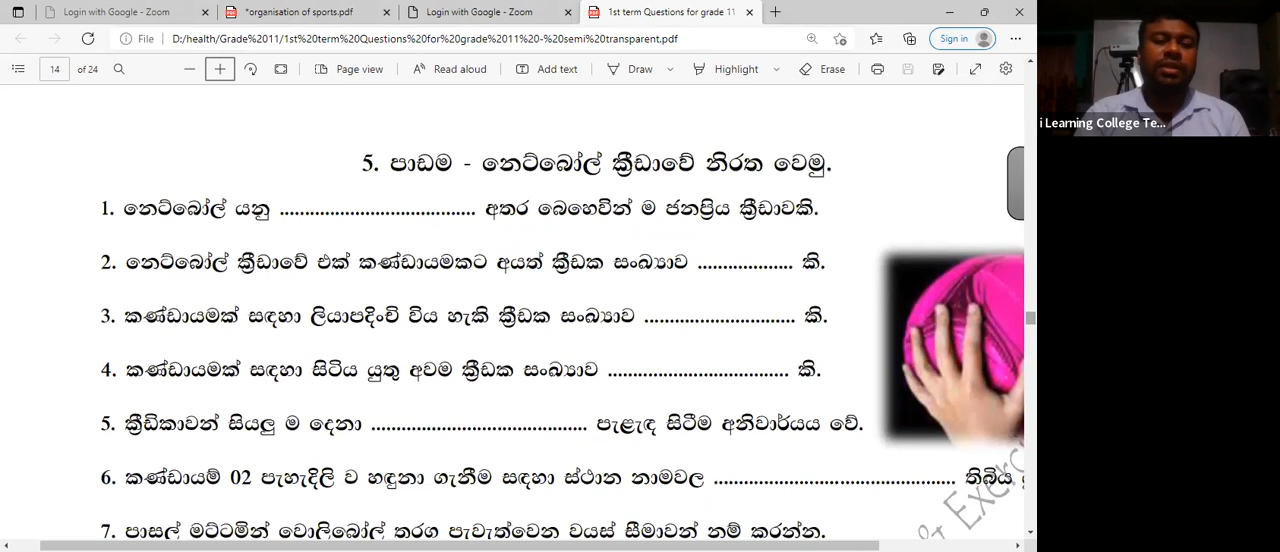 Login with Google - Zoom
*organisation of sports.pdf
Login with Google - Zoom
1st term Questions for grade 11
File
D:/health/Grade%2011/1st%20term%20Questions%20for%20grade%2011%20-%20semi%20transparent.pdf
Sign in
14 of 24
Page view
Read aloud
Add text
Draw
Highlight
Erase
i Learning College Te...
5. පාඩම - නෙට්බෝල් ක්‍රීඩාවේ නිරත වෙමු.
1. නෙට්බෝල් යනු ....................................... අතර බෙහෙවින් ම ජනප්‍රිය ක්‍රීඩාවකි.
2. නෙට්බෝල් ක්‍රීඩාවේ එක් කණ්ඩායමකට අයත් ක්‍රීඩක සංඛ්‍යාව ................... කි.
3. කණ්ඩායමක් සඳහා ලියාපදිංචි විය හැකි ක්‍රීඩක සංඛ්‍යාව .............................. කි.
4. කණ්ඩායමක් සඳහා සිටිය යුතු අවම ක්‍රීඩක සංඛ්‍යාව .................................... කි.
5. ක්‍රීඩිකාවන් සියලු ම දෙනා ........................................... පැළැඳ සිටීම අනිවාර්යය වේ.
6. කණ්ඩායම් 02 පැහැදිලි ව හඳුනා ගැනීම සඳහා ස්ථාන නාමවල ................................................ තිබිය
7. පාසල් මට්ටමින් වොලිබෝල් තරග පැවැත්වෙන වයස් සීමාවන් නම් කරන්න.